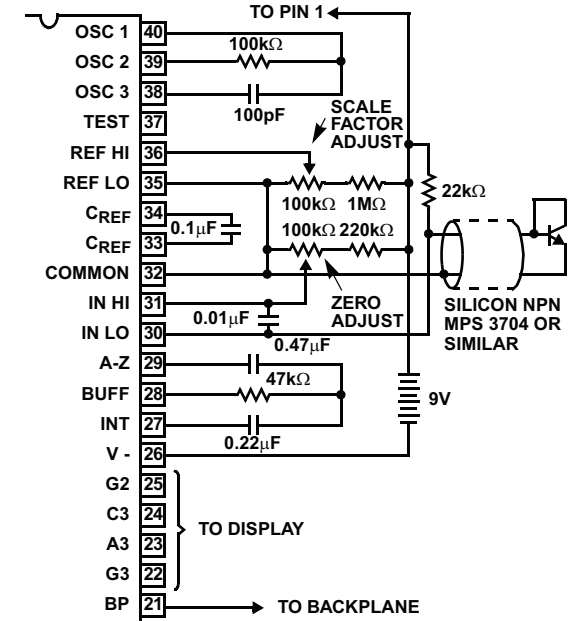 TO PIN 1
OSC 1 40
100kΩ
OSC 2 39
OSC 3 38
100pF
TEST 37
SCALE
FACTOR
ADJUST
REF HI 36
REF LO 35
100kΩ 1MΩ
22kΩ
CREF 34
0.1µF
100kΩ 220kΩ
CREF 33
COMMON 32
IN HI 31
0.01µF
ZERO
ADJUST
SILICON NPN
MPS 3704 OR
SIMILAR
IN LO 30
0.47µF
A-Z 29
47kΩ
BUFF 28
9V
INT 27
0.22µF
V - 26
G2 25
C3 24
TO DISPLAY
A3 23
G3 22
BP 21
TO BACKPLANE